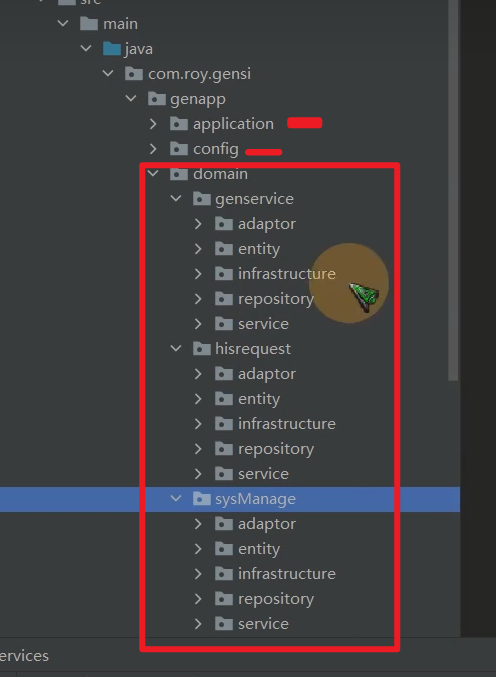 src
main
java
com.roy.gensi
genapp
application
config
domain
genservice
adaptor
entity
infrastructure
repository
service
hisrequest
adaptor
entity
infrastructure
repository
service
sysManage
adaptor
entity
infrastructure
repository
service
ervices